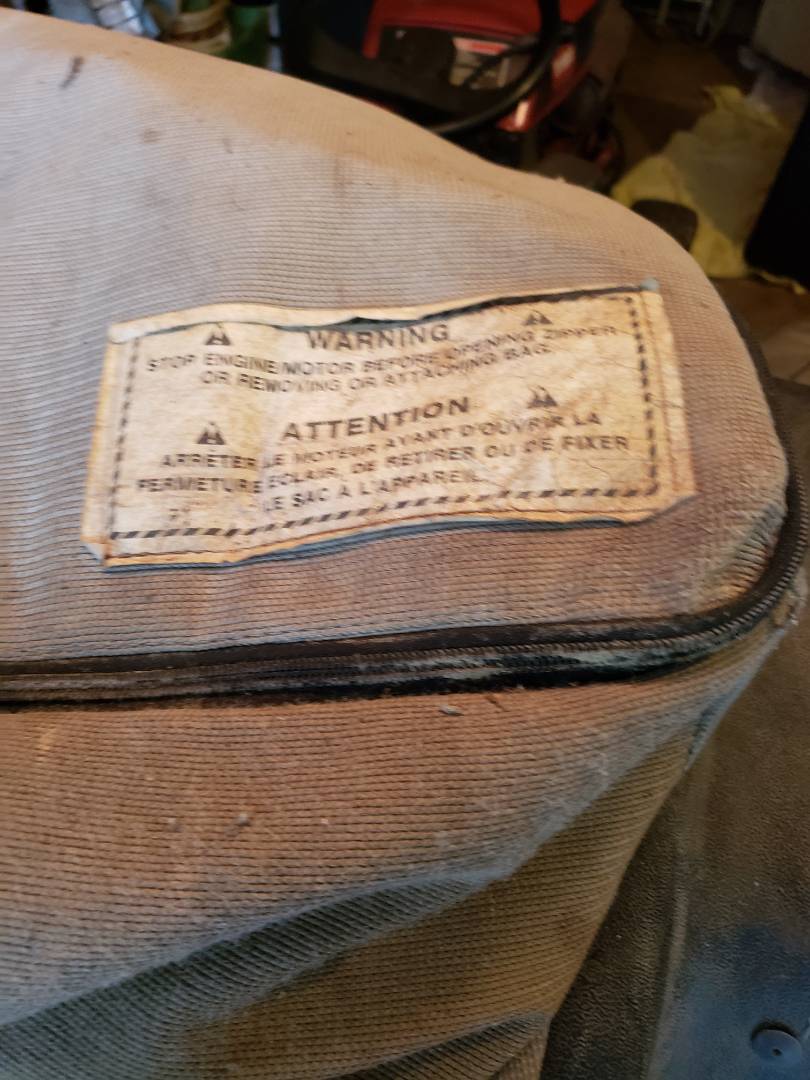 WARNING
STOP ENGINE/MOTOR BEFORE OPENING ZIPPER
OR REMOVING OR ATTACHING BAG.
ATTENTION
ARRÊTER LE MOTEUR AVANT D'OUVRIR LA
FERMETURE ECLAIR, DE RETIRER OU DE FIXER
LE SAC À L'APPAREIL